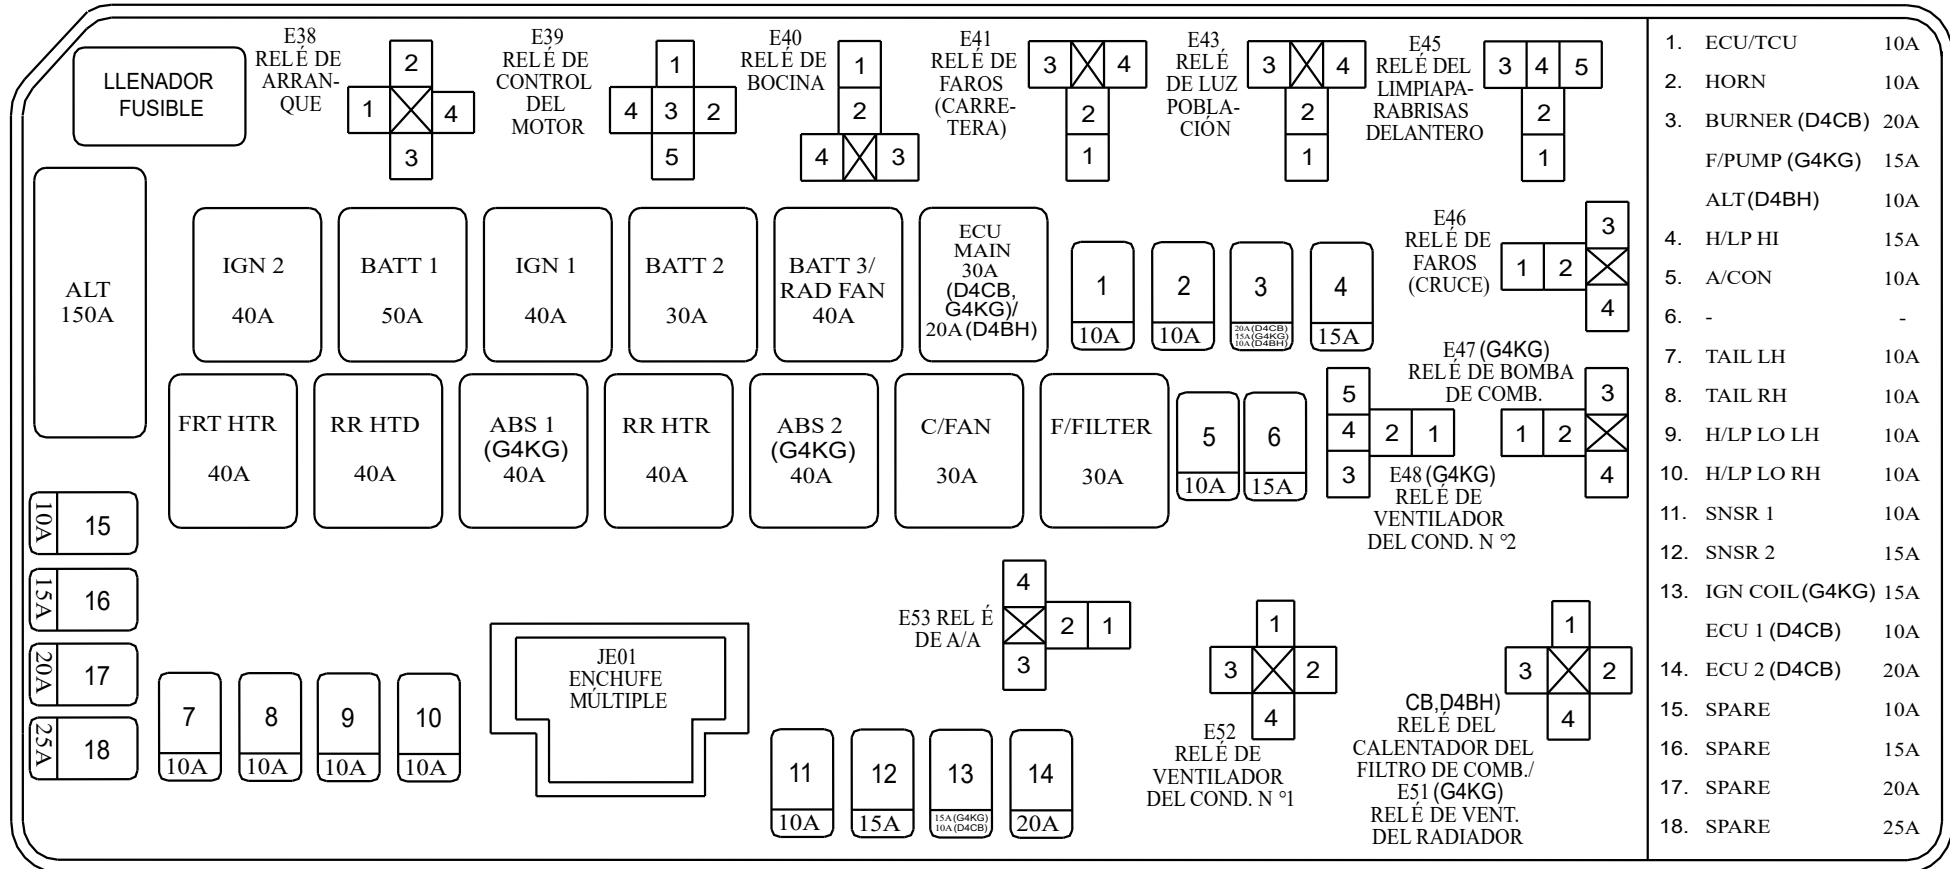 LLENADOR
FUSIBLE
E38
RELÉ DE
ARRAN-
QUE
2
1
4
3
E39
RELÉ DE
CONTROL
DEL
MOTOR
1
4 3 2
5
E40
RELÉ DE
BOCINA
1
2
4 3
E41
RELÉ DE
FAROS
(CARRE-
TERA)
3 4
2
1
E43
RELÉ
DE LUZ
POBLA-
CIÓN
3 4
2
1
E45
RELÉ DEL
LIMPIAPA-
RABRISAS
DELANTERO
3 4 5
2
1
ALT
150A
IGN 2
40A
BATT 1
50A
IGN 1
40A
BATT 2
30A
BATT 3/
RAD FAN
40A
ECU
MAIN
30A
(D4CB,
G4KG)/
20A (D4BH)
1
10A
2
10A
3
20A(D4CB)
15A(G4KG)
10A(D4BH)
4
15A
E46
RELÉ DE
FAROS
(CRUCE)
3
1 2
4
FRT HTR
40A
RR HTD
40A
ABS 1
(G4KG)
40A
RR HTR
40A
ABS 2
(G4KG)
40A
C/FAN
30A
F/FILTER
30A
5
10A
6
15A
E47 (G4KG)
RELÉ DE BOMBA
DE COMB.
3
1 2
4
5
4 2 1
3
E48 (G4KG)
RELÉ DE
VENTILADOR
DEL COND. N °2
10A 15
15A 16
20A 17
25A 18
7
10A
8
10A
9
10A
10
10A
JE01
ENCHUFE
MÚLTIPLE
E53 REL É
DE A/A
4
2 1
3
11
10A
12
15A
13
15A(G4KG)
10A(D4CB)
14
20A
1
3 2
4
E52
RELÉ DE
VENTILADOR
DEL COND. N °1
1
3 2
4
CB,D4BH)
RELÉ DEL
CALENTADOR DEL
FILTRO DE COMB./
E51 (G4KG)
RELÉ DE VENT.
DEL RADIADOR
1. ECU/TCU 10A
2. HORN 10A
3. BURNER (D4CB) 20A
F/PUMP (G4KG) 15A
ALT (D4BH) 10A
4. H/LP HI 15A
5. A/CON 10A
6. - -
7. TAIL LH 10A
8. TAIL RH 10A
9. H/LP LO LH 10A
10. H/LP LO RH 10A
11. SNSR 1 10A
12. SNSR 2 15A
13. IGN COIL (G4KG) 15A
ECU 1 (D4CB) 10A
14. ECU 2 (D4CB) 20A
15. SPARE 10A
16. SPARE 15A
17. SPARE 20A
18. SPARE 25A